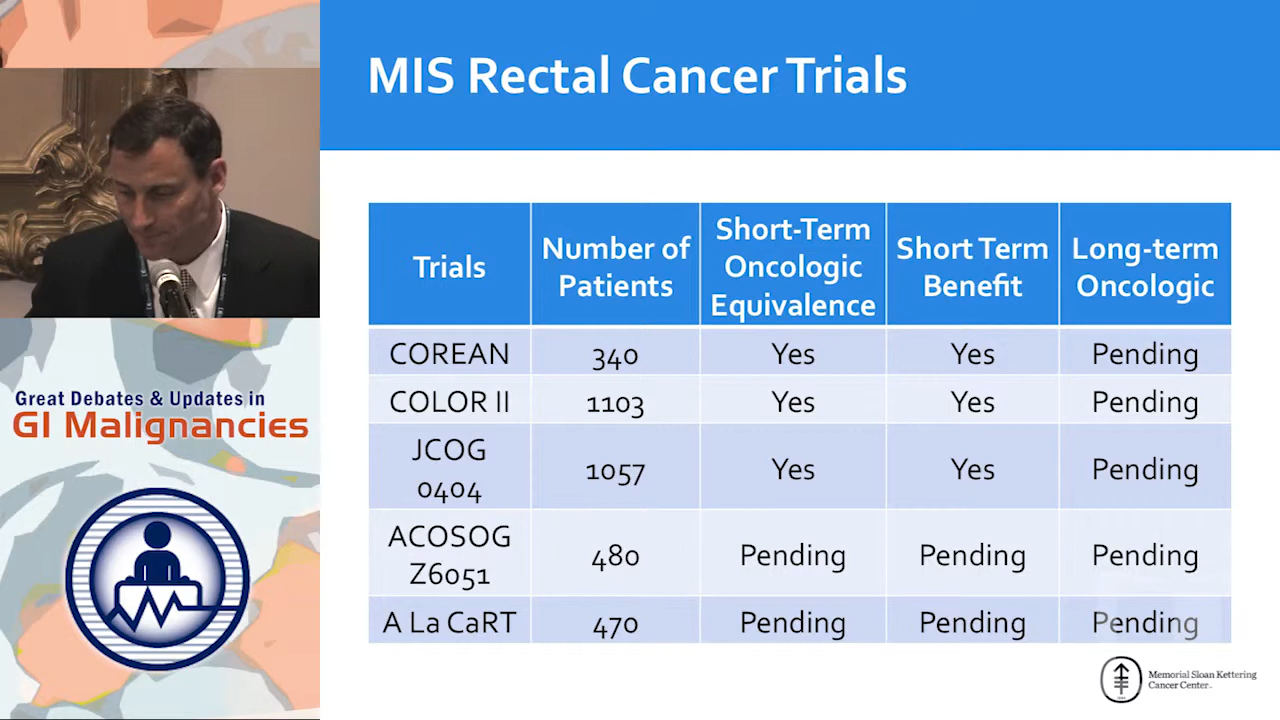 MIS Rectal Cancer Trials
Great Debates & Updates in
GI Malignancies
Trials
Number of
Patients
Short-Term
Oncologic
Equivalence
Short Term
Benefit
Long-term
Oncologic
COREAN 340 Yes Yes Pending
COLOR II 1103 Yes Yes Pending
JCOG
0404 1057 Yes Yes Pending
ACOSOG
Z6051 480 Pending Pending Pending
A La CaRT 470 Pending Pending Pending
Memorial Sloan Kettering
Cancer Center